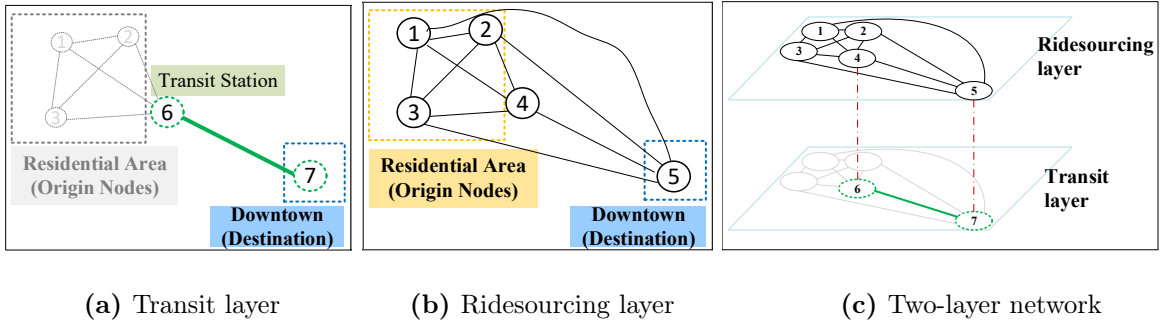 1
2
3
Transit Station
6
7
Residential Area
(Origin Nodes)
Downtown
(Destination)
1
2
3
4
5
Residential Area
(Origin Nodes)
Downtown
(Destination)
1
2
3
4
5
Ridesourcing
layer
6
7
Transit
layer
(a) Transit layer
(b) Ridesourcing layer
(c) Two-layer network